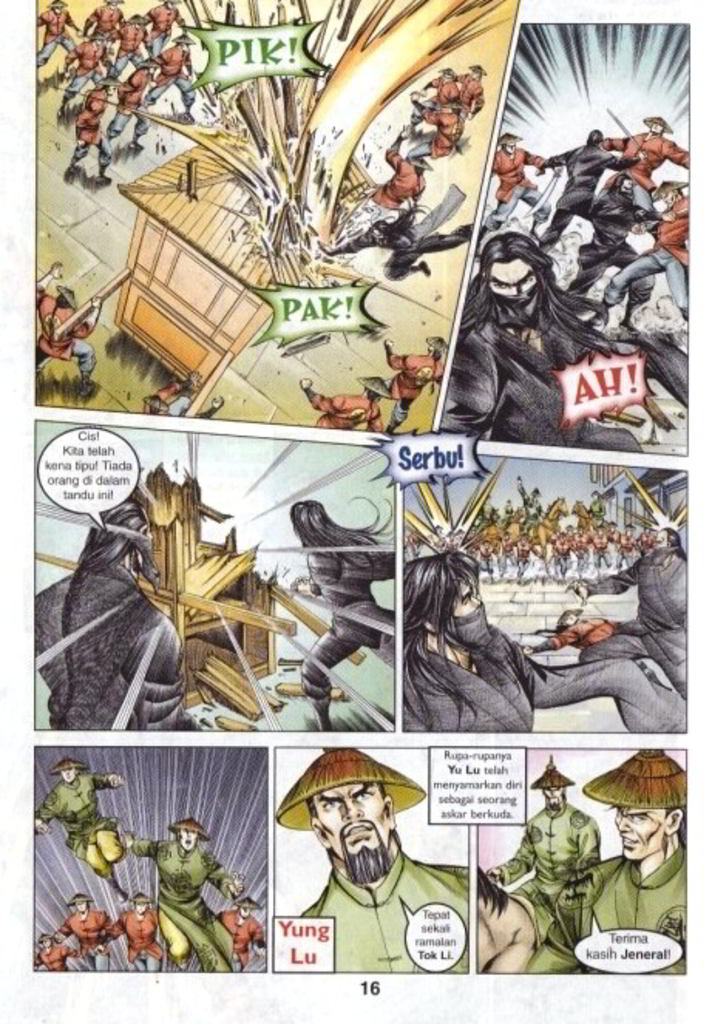 PIK!
PAK!
AH!
Cis!
Kita telah
kena tipu! Tiada
orang di dalam
tandu ini!
Serbu!
Yung
Lu
Tepat
sekali
ramalan
Tok Li.
Rupa-rupanya
Yu Lu telah
menyamarkan diri
sebagai seorang
askar berkuda.
Terima
kasih Jeneral!
16